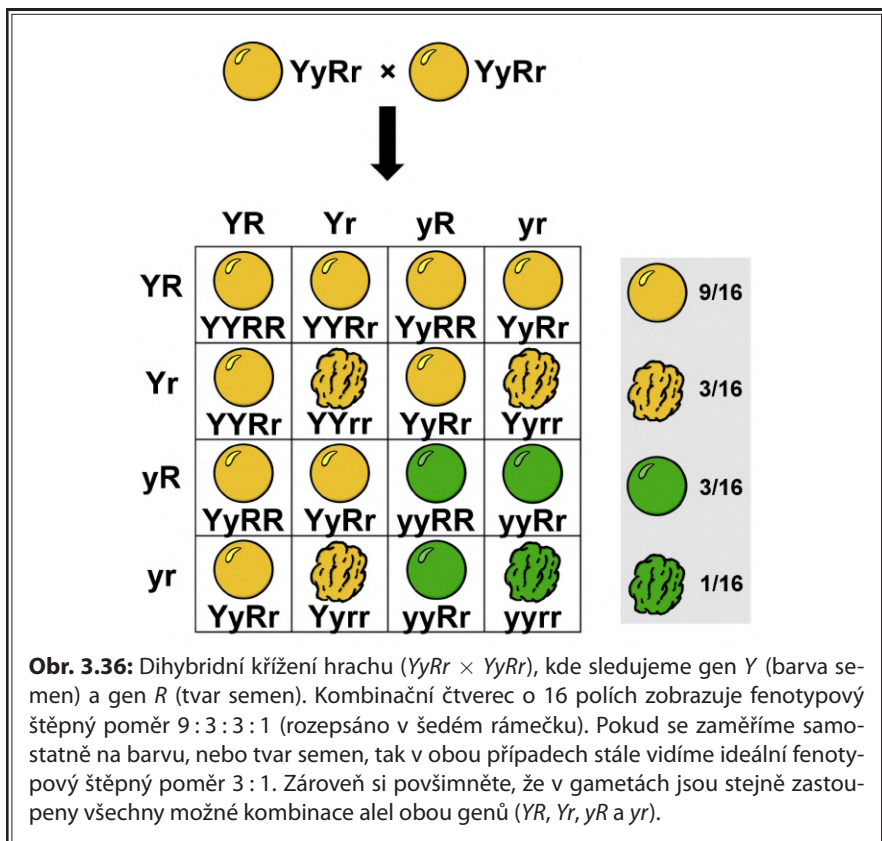 YyRr × YyRr
YR Yr yR yr
YR
YYRR YYRr YyRR YyRr
Yr
YYRr YYrr YyRr Yyrr
yR
YyRR YyRr yyRR yyRr
yr
YyRr Yyrr yyRr yyrr
9/16
3/16
3/16
1/16
Obr. 3.36: Dihybridní křížení hrachu (YyRr × YyRr), kde sledujeme gen Y (barva se-
men) a gen R (tvar semen). Kombinační čtverec o 16 polích zobrazuje fenotypový
štěpný poměr 9 : 3 : 3 : 1 (rozepsáno v šedém rámečku). Pokud se zaměříme samo-
statně na barvu, nebo tvar semen, tak v obou případech stále vidíme ideální fenoty-
pový štěpný poměr 3 : 1. Zároveň si povšimněte, že v gametách jsou stejně zastou-
peny všechny možné kombinace alel obou genů (YR, Yr, yR a yr).